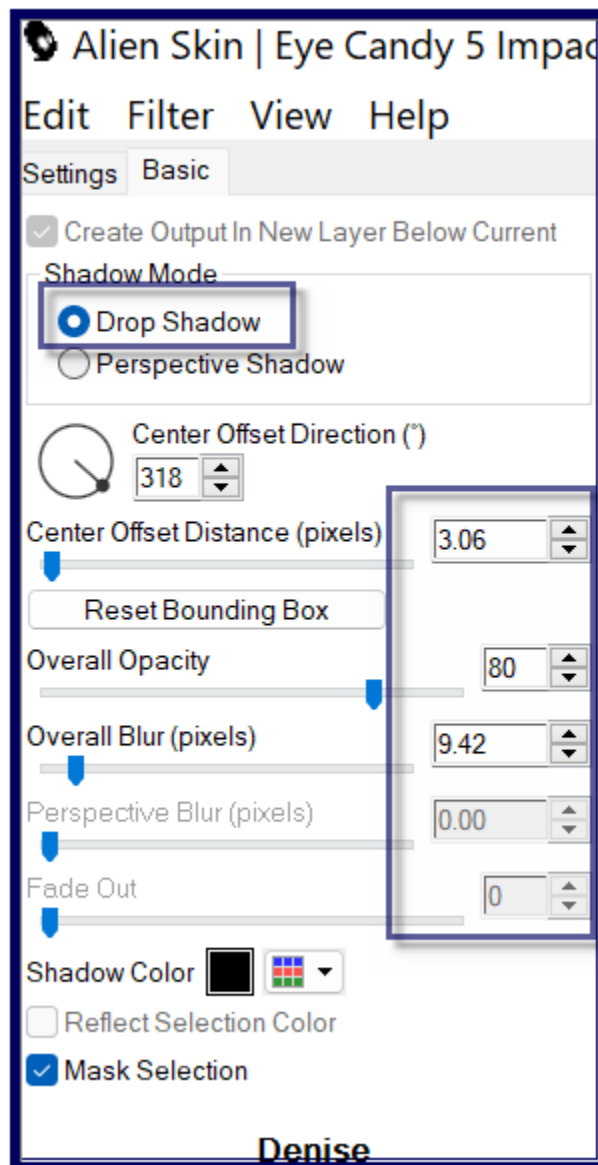 Alien Skin | Eye Candy 5 Impac
Edit Filter View Help
Settings Basic
Create Output In New Layer Below Current
Shadow Mode
Drop Shadow
Perspective Shadow
Center Offset Direction (°)
318
Center Offset Distance (pixels) 3.06
Reset Bounding Box
Overall Opacity 80
Overall Blur (pixels) 9.42
Perspective Blur (pixels) 0.00
Fade Out 0
Shadow Color
Reflect Selection Color
Mask Selection
Denise